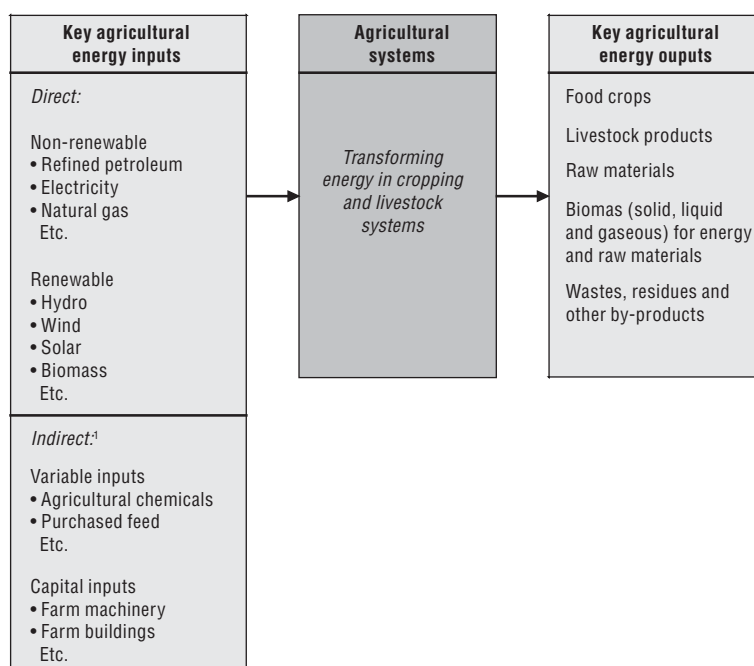 Key agricultural
energy inputs
Direct:
Non-renewable
• Refined petroleum
• Electricity
• Natural gas
Etc.
Renewable
• Hydro
• Wind
• Solar
• Biomass
Etc.
Indirect:¹
Variable inputs
• Agricultural chemicals
• Purchased feed
Etc.
Capital inputs
• Farm machinery
• Farm buildings
Etc.
Agricultural
systems
Transforming
energy in cropping
and livestock
systems
Key agricultural
energy ouputs
Food crops
Livestock products
Raw materials
Biomas (solid, liquid
and gaseous) for energy
and raw materials
Wastes, residues and
other by-products